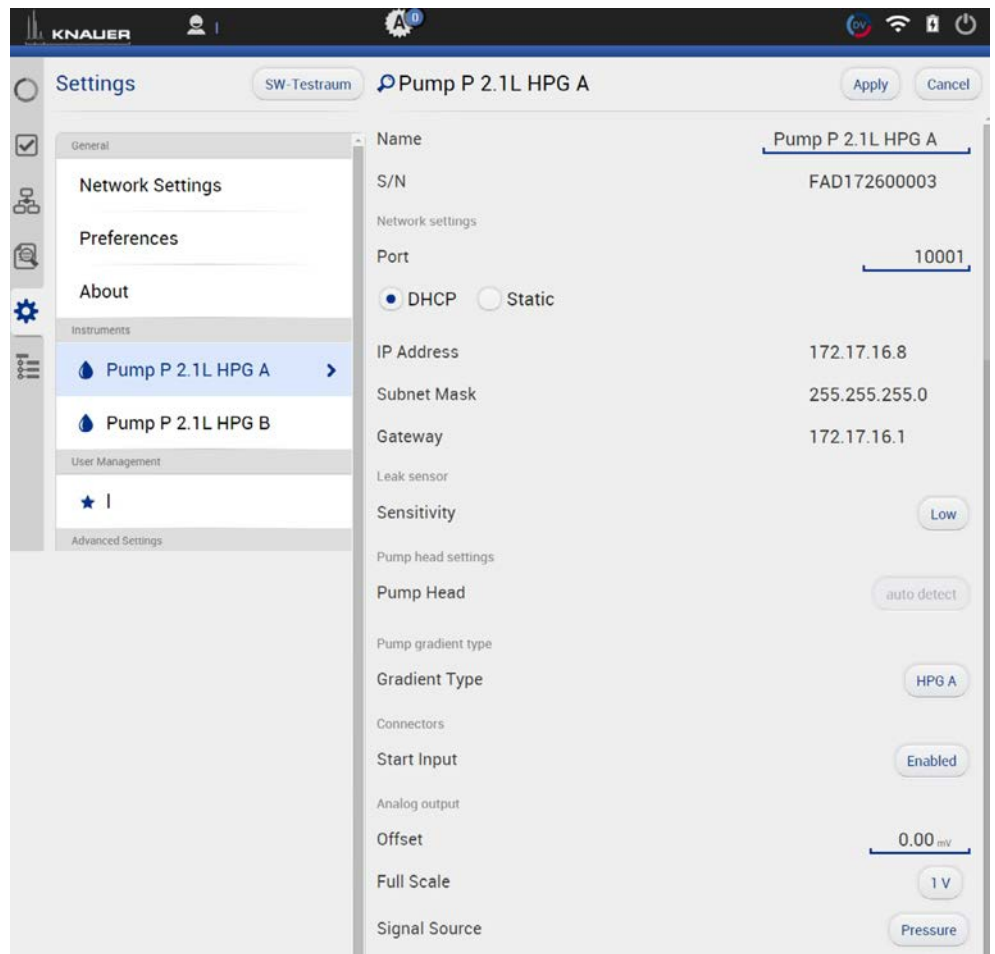 KNAUER
I
A
0
DV
Settings
SW-Testraum
Pump P 2.1L HPG A
Apply
Cancel
General
Network Settings
Preferences
About
Instruments
Pump P 2.1L HPG A
Pump P 2.1L HPG B
User Management
I
Advanced Settings
Name
Pump P 2.1L HPG A
S/N
FAD172600003
Network settings
Port
10001
DHCP
Static
IP Address
172.17.16.8
Subnet Mask
255.255.255.0
Gateway
172.17.16.1
Leak sensor
Sensitivity
Low
Pump head settings
Pump Head
auto detect
Pump gradient type
Gradient Type
HPG A
Connectors
Start Input
Enabled
Analog output
Offset
0.00 mV
Full Scale
1 V
Signal Source
Pressure